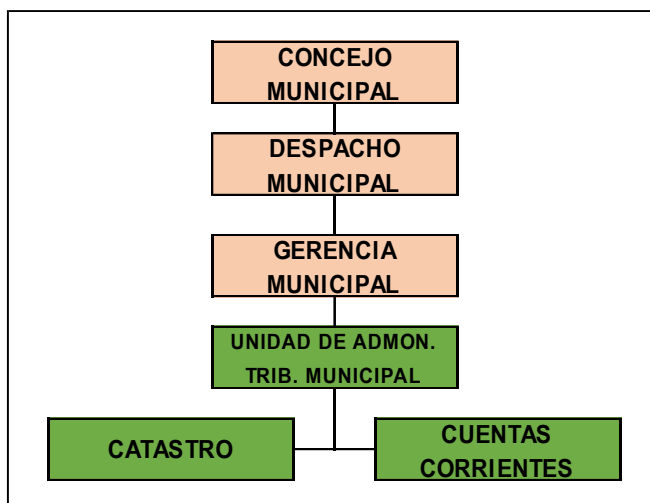 CONCEJO
MUNICIPAL
DESPACHO
MUNICIPAL
GERENCIA
MUNICIPAL
UNIDAD DE ADMON.
TRIB. MUNICIPAL
CATASTRO
CUENTAS
CORRIENTES